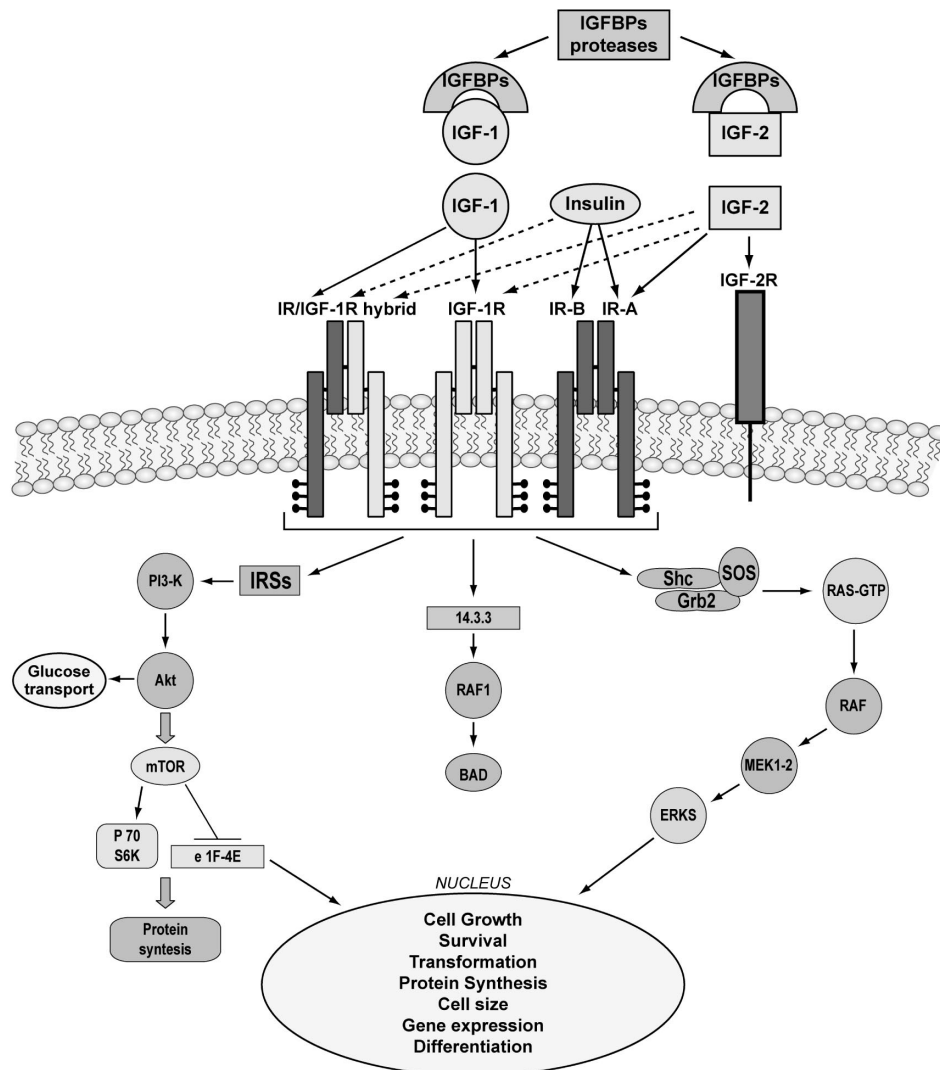 IGFBPs
proteases
IGFBPs
IGFBPs
IGF-1
IGF-2
IGF-1
Insulin
IGF-2
IGF-2R
IR/IGF-1R hybrid
IGF-1R
IR-B
IR-A
PI3-K
IRSs
Shc
SOS
Grb2
RAS-GTP
14.3.3
Glucose
transport
Akt
RAF1
RAF
mTOR
BAD
MEK1-2
ERKS
P 70
S6K
e 1F-4E
NUCLEUS
Protein
syntesis
Cell Growth
Survival
Transformation
Protein Synthesis
Cell size
Gene expression
Differentiation